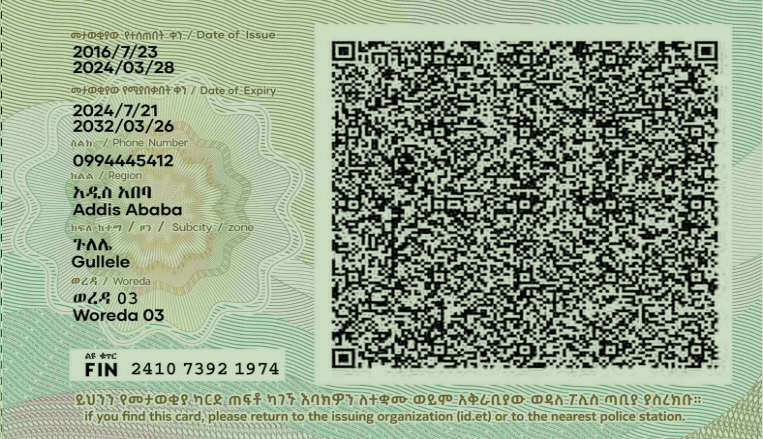 መታወቂያው የተሰጠበት ቀን / Date of Issue
2016/7/23
2024/03/28
መታወቂያው የሚያበቃበት ቀን / Date of Expiry
2024/7/21
2032/03/26
ስልክ / Phone Number
0994445412
ክልል / Region
አዲስ አበባ
Addis Ababa
ክፍለ ከተማ / ዞን / Subcity / zone
ጉለሌ
Gullele
ወረዳ / Woreda
ወረዳ 03
Woreda 03
ልዩ ቁጥር
FIN 2410 7392 1974
ይህንን የመታወቂያ ካርድ ጠፍቶ ካገኙ እባክዎን ለተቋሙ ወይም አቅራቢያው ወዳለ ፖሊስ ጣቢያ ያስረክቡ።
if you find this card, please return to the issuing organization (id.et) or to the nearest police station.